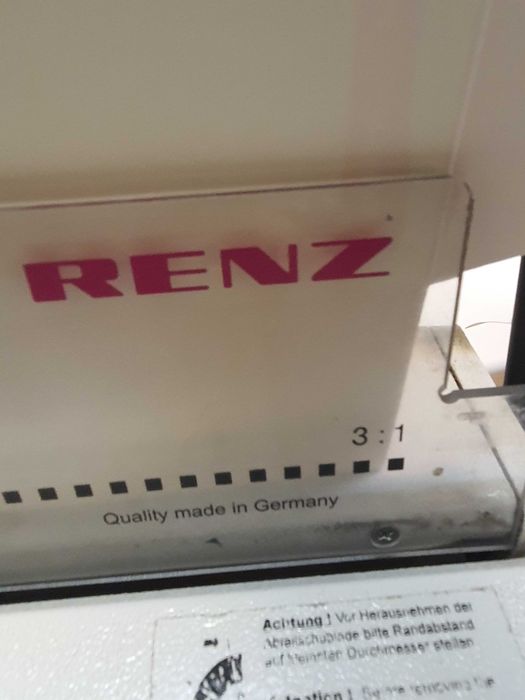 RENZ
3:1
Quality made in Germany
Achtung! Vor Herausnehmen der
Abfallschublade bitte Randabstand
auf kleinsten Durchmesser stellen